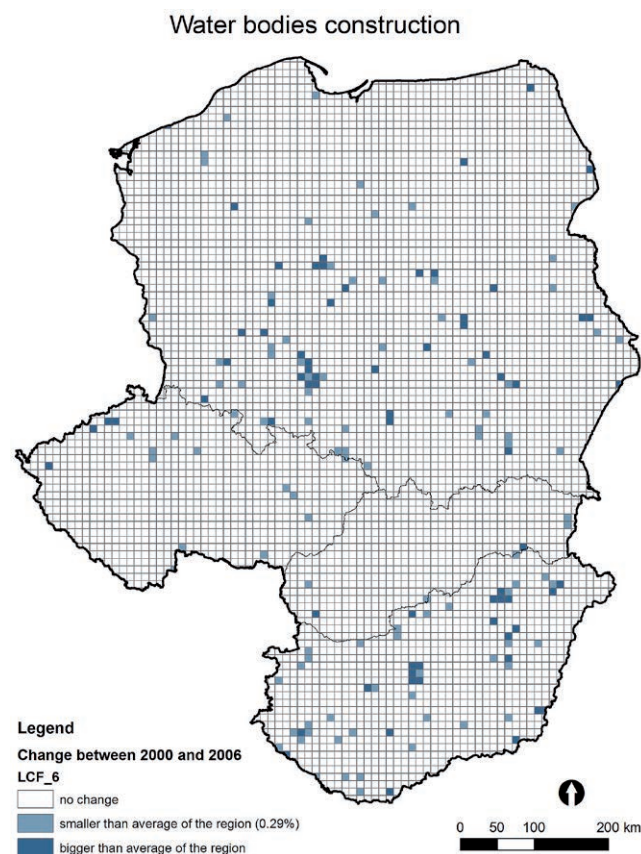 Water bodies construction
Legend
Change between 2000 and 2006
LCF_6
no change
smaller than average of the region (0.29%)
bigger than average of the region
0 50 100 200 km